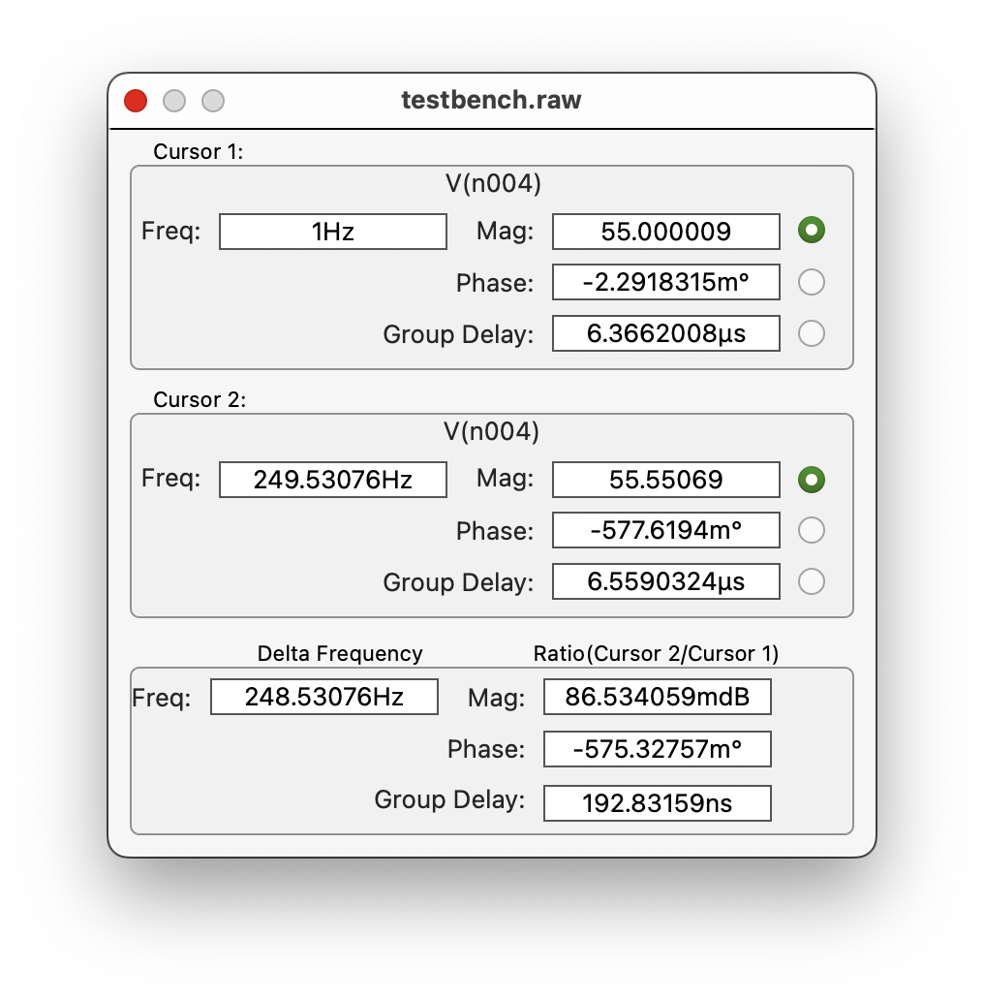 testbench.raw
Cursor 1:
V(n004)
Freq: 1Hz Mag: 55.000009
Phase: -2.2918315m°
Group Delay: 6.3662008µs
Cursor 2:
V(n004)
Freq: 249.53076Hz Mag: 55.55069
Phase: -577.6194m°
Group Delay: 6.5590324µs
Delta Frequency Ratio(Cursor 2/Cursor 1)
Freq: 248.53076Hz Mag: 86.534059mdB
Phase: -575.32757m°
Group Delay: 192.83159ns